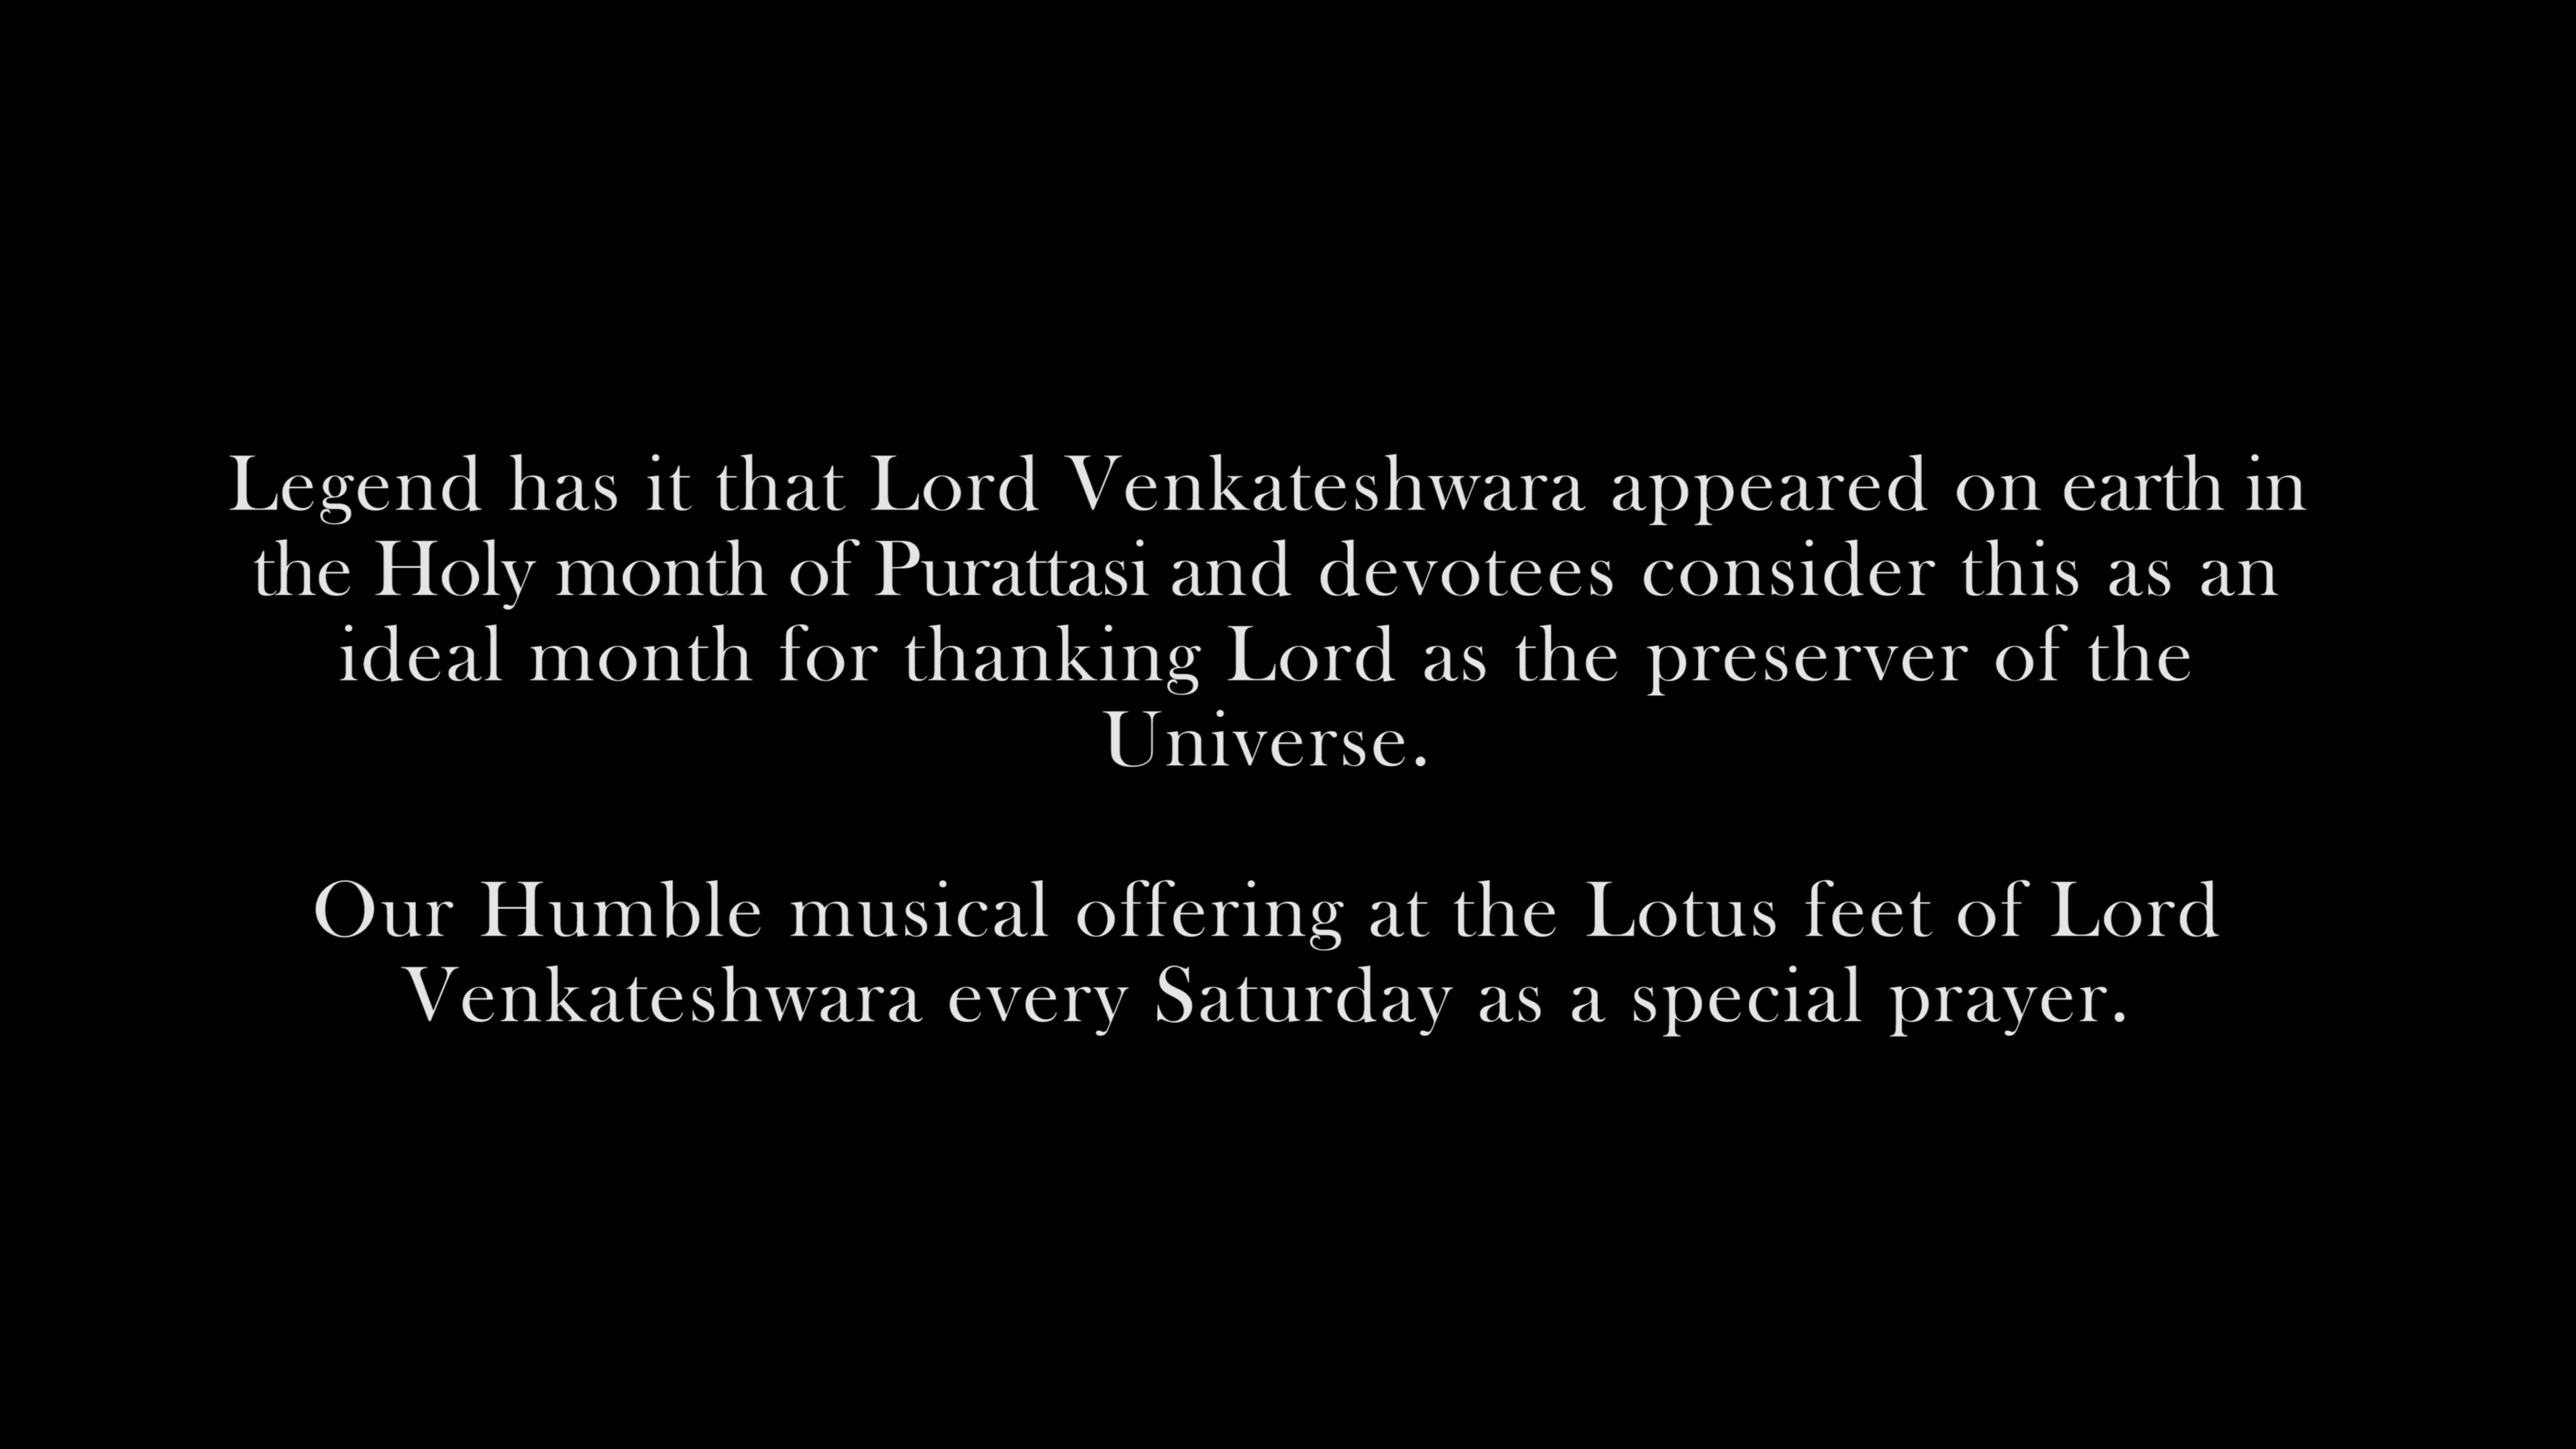 Legend has it that Lord Venkateshwara appeared on earth in
the Holy month of Purattasi and devotees consider this as an
ideal month for thanking Lord as the preserver of the
Universe.
Our Humble musical offering at the Lotus feet of Lord
Venkateshwara every Saturday as a special prayer.